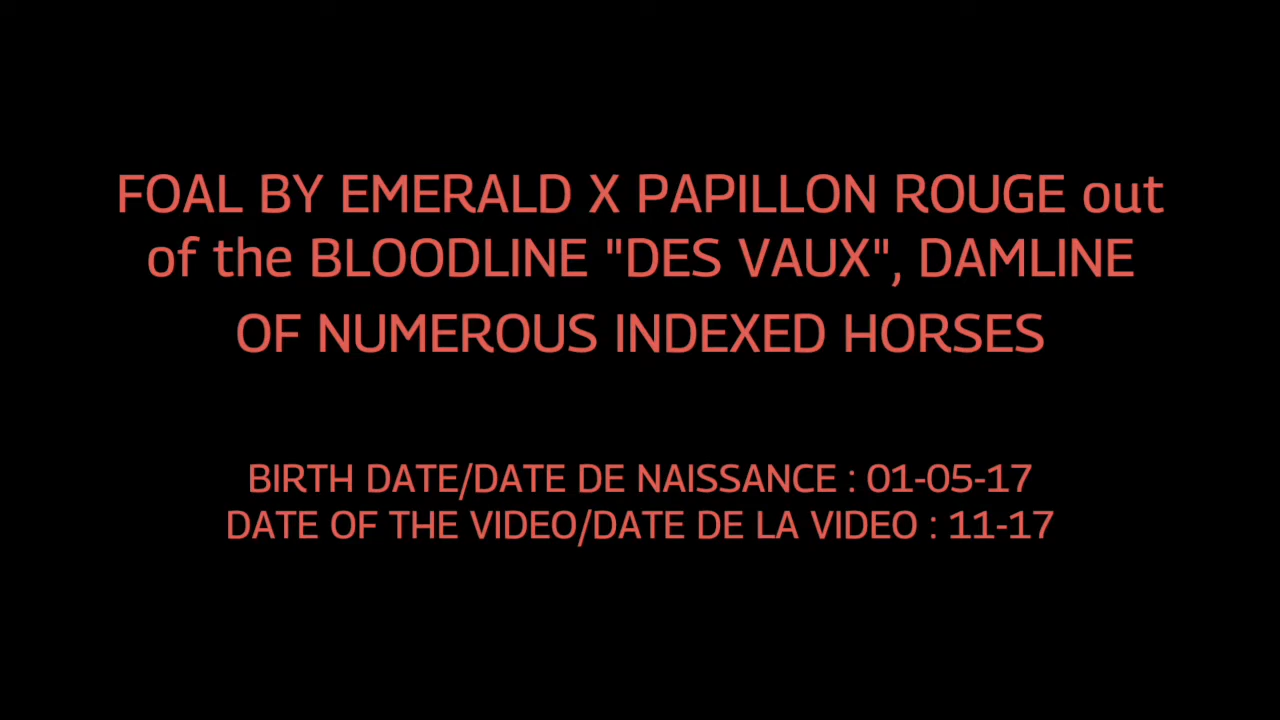 FOAL BY EMERALD X PAPILLON ROUGE out
of the BLOODLINE "DES VAUX", DAMLINE
OF NUMEROUS INDEXED HORSES
BIRTH DATE/DATE DE NAISSANCE : 01-05-17
DATE OF THE VIDEO/DATE DE LA VIDEO : 11-17